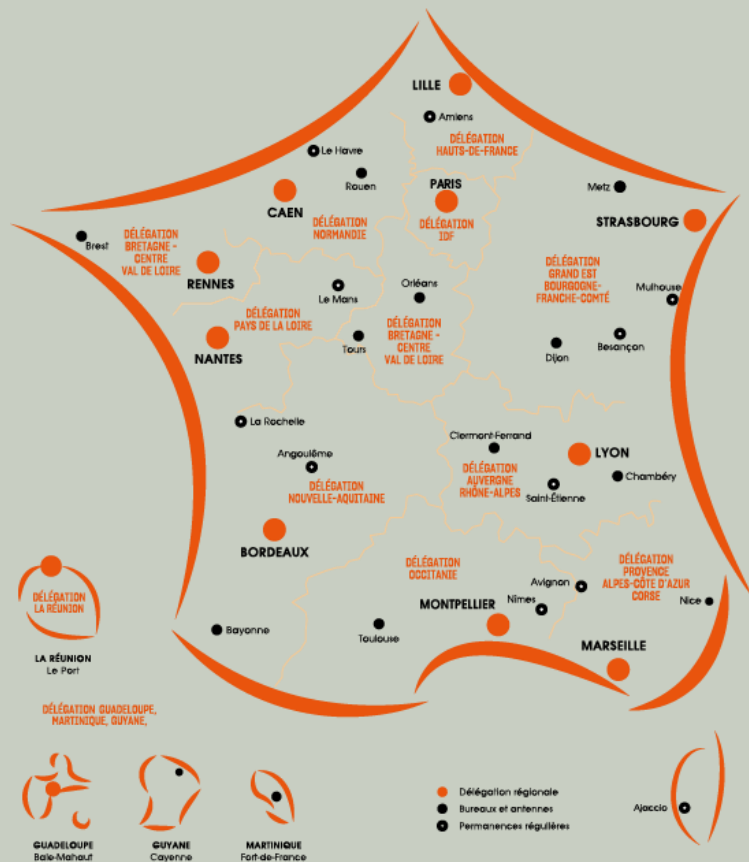 LILLE
Amiens
DÉLÉGATION
HAUTS-DE-FRANCE
Le Havre
Rouen
CAEN
PARIS
DÉLÉGATION
IDF
Metz
STRASBOURG
DÉLÉGATION
NORMANDIE
Brest
DÉLÉGATION
BRETAGNE -
CENTRE
VAL DE LOIRE
RENNES
DÉLÉGATION
GRAND EST
BOURGOGNE-
FRANCHE-COMTÉ
Mulhouse
Le Mans
Orléans
DÉLÉGATION
PAYS DE LA LOIRE
NANTES
Tours
DÉLÉGATION
BRETAGNE -
CENTRE
VAL DE LOIRE
Dijon
Besançon
La Rochelle
Angoulême
DÉLÉGATION
NOUVELLE-AQUITAINE
Clermont-Ferrand
LYON
DÉLÉGATION
AUVERGNE
RHÔNE-ALPES
Saint-Étienne
Chambéry
BORDEAUX
DÉLÉGATION
OCCITANIE
DÉLÉGATION
PROVENCE
ALPES-CÔTE D'AZUR
CORSE
Avignon
Nîmes
Nice
MONTPELLIER
Bayonne
Toulouse
MARSEILLE
DÉLÉGATION
LA RÉUNION
LA RÉUNION
Le Port
DÉLÉGATION GUADELOUPE,
MARTINIQUE, GUYANE,
GUADELOUPE
Baie-Mahaut
GUYANE
Cayenne
MARTINIQUE
Fort-de-France
Délégation régionale
Bureaux et antennes
Permanences régulières
Ajaccio